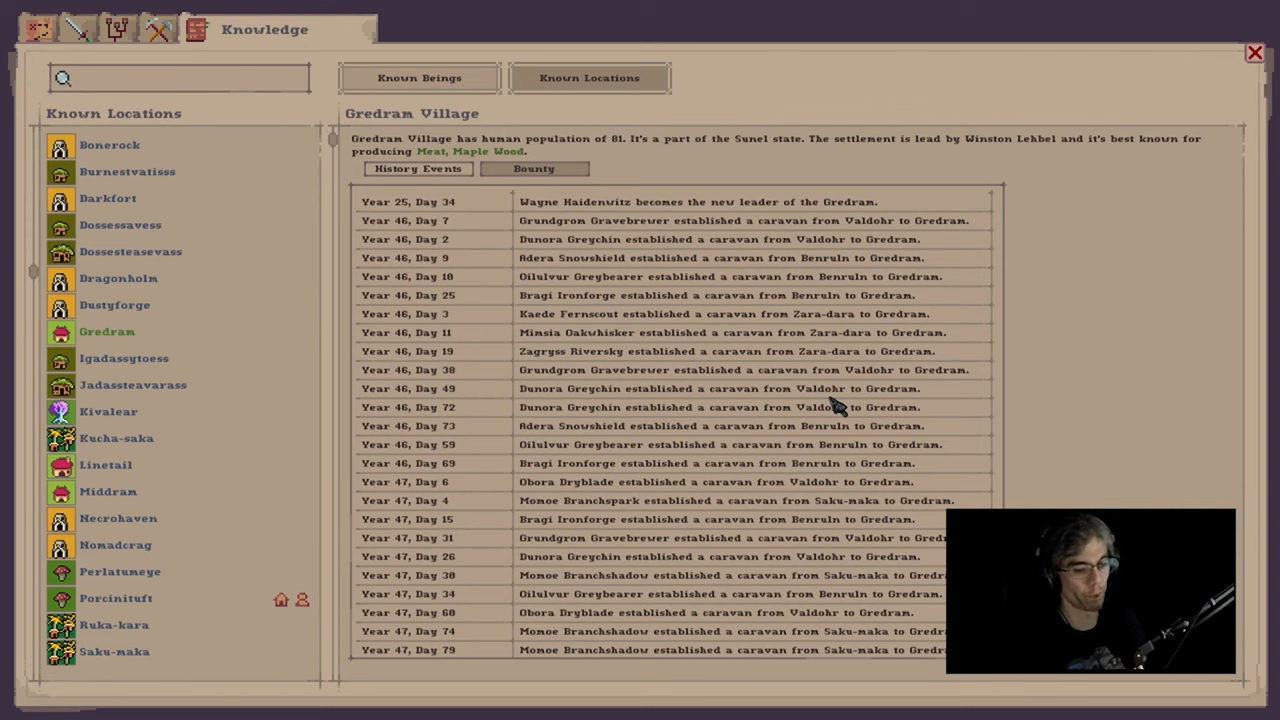 Knowledge
Known Beings
Known Locations
Known Locations
Bonerock
Burnestvatisss
Darkfort
Dossessavess
Dossesteasevass
Dragonholm
Dustyforge
Gredram
Igadassytoess
Jadassteavarass
Kivalear
Kucha-saka
Linetail
Middram
Necrohaven
Nomadcrag
Perlatumeye
Porcinituft
Ruka-kara
Saku-maka
Gredram Village
Gredram Village has human population of 81. It's a part of the Sunel state. The settlement is lead by Winston Lehbel and it's best known for
producing Meat, Maple Wood.
History Events
Bounty
Year 25, Day 34 Wayne Haidenwitz becomes the new leader of the Gredram.
Year 46, Day 7 Grundgrom Gravebrewer established a caravan from Valdohr to Gredram.
Year 46, Day 2 Dunora Greychin established a caravan from Valdohr to Gredram.
Year 46, Day 9 Adera Snowshield established a caravan from Benruln to Gredram.
Year 46, Day 10 Oilulvur Greybearer established a caravan from Benruln to Gredram.
Year 46, Day 25 Bragi Ironforge established a caravan from Benruln to Gredram.
Year 46, Day 3 Kaede Fernscout established a caravan from Zara-dara to Gredram.
Year 46, Day 11 Mimsia Oakwhisker established a caravan from Zara-dara to Gredram.
Year 46, Day 19 Zagryss Riversky established a caravan from Zara-dara to Gredram.
Year 46, Day 38 Grundgrom Gravebrewer established a caravan from Valdohr to Gredram.
Year 46, Day 49 Dunora Greychin established a caravan from Valdohr to Gredram.
Year 46, Day 72 Dunora Greychin established a caravan from Valdo to Gredram.
Year 46, Day 73 Adera Snowshield established a caravan from Benruln to Gredram.
Year 46, Day 59 Oilulvur Greybearer established a caravan from Benruln to Gredram.
Year 46, Day 69 Bragi Ironforge established a caravan from Benruln to Gredram.
Year 47, Day 6 Obora Dryblade established a caravan from Valdohr to Gredram.
Year 47, Day 4 Momoe Branchspark established a caravan from Saku-maka to Gredram.
Year 47, Day 15 Bragi Ironforge established a caravan from Benruln to Gredram.
Year 47, Day 31 Grundgrom Gravebrewer established a caravan from Valdohr to Gredr
Year 47, Day 26 Dunora Greychin established a caravan from Valdohr to Gredram.
Year 47, Day 30 Momoe Branchshadow established a caravan from Saku-maka to Gredr
Year 47, Day 34 Oilulvur Greybearer established a caravan from Benruln to Gredram.
Year 47, Day 60 Obora Dryblade established a caravan from Valdohr to Gredram.
Year 47, Day 74 Momoe Branchshadow established a caravan from Saku-maka to Gredr
Year 47, Day 79 Momoe Branchshadow established a caravan from Saku-maka to Gredr